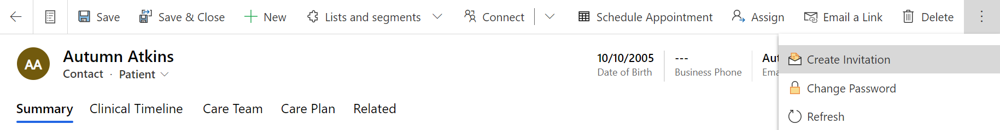 Save Save & Close New Lists and segments Connect Schedule Appointment Assign Email a Link Delete
AA
Autumn Atkins
Contact · Patient
10/10/2005
Date of Birth
---
Business Phone
Aut
Ema
Create Invitation
Change Password
Refresh
Summary Clinical Timeline Care Team Care Plan Related